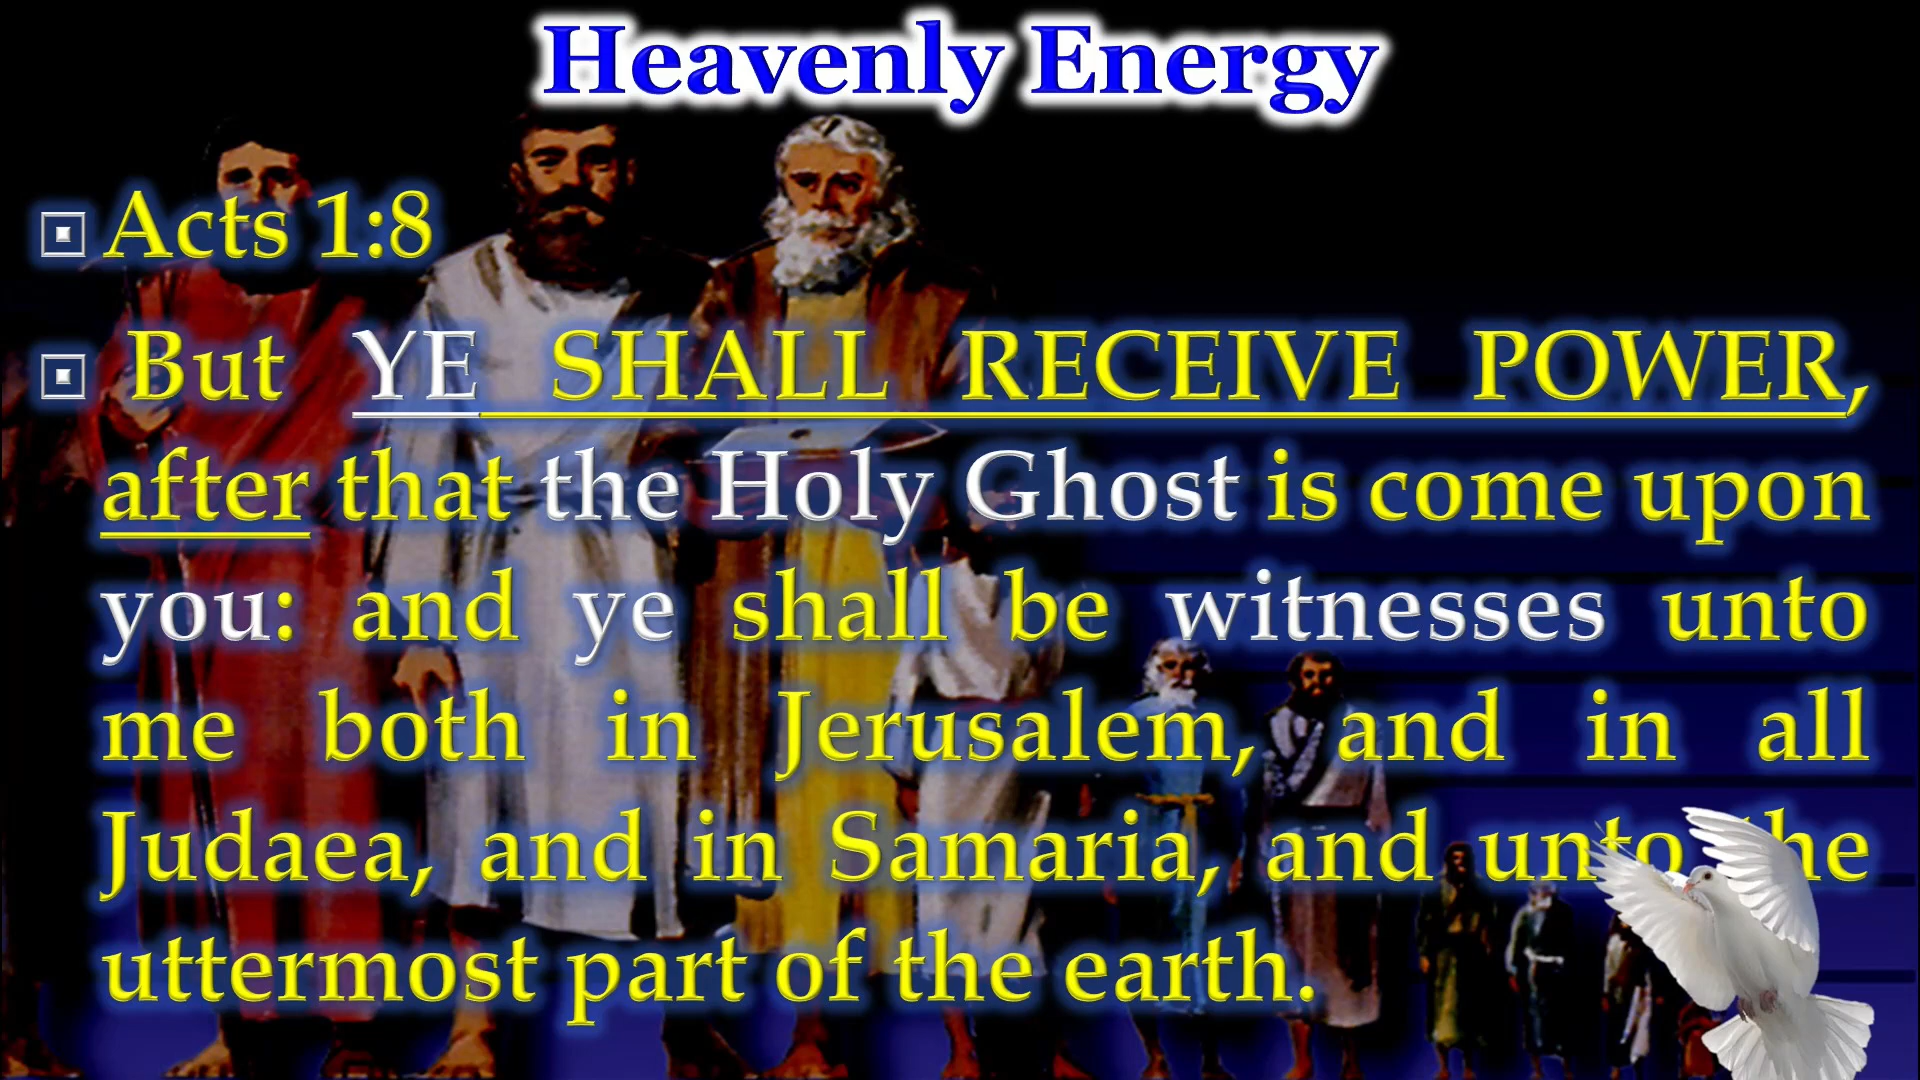 Heavenly Energy
Acts 1:8
But YE SHALL RECEIVE POWER,
after that the Holy Ghost is come upon
you: and ye shall be witnesses unto
me both in Jerusalem, and in all
Judaea, and in Samaria, and unto the
uttermost part of the earth.